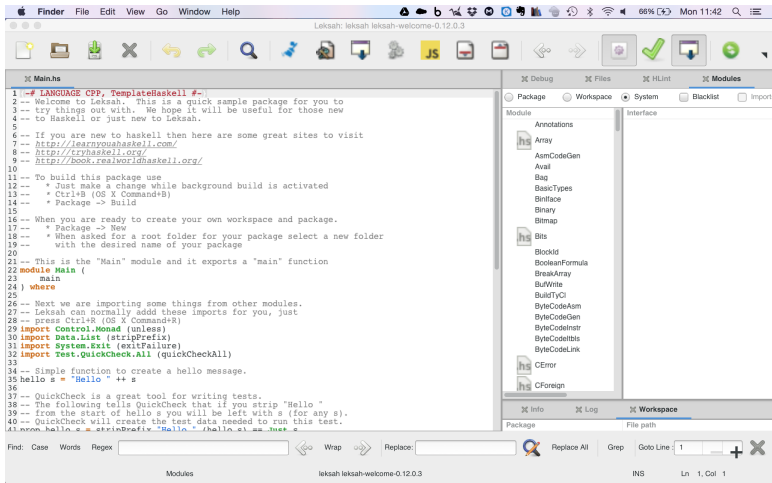 Finder File Edit View Go Window Help 66% Mon 11:42
Leksah: leksah leksah-welcome-0.12.0.3
JS
Main.hs
1 {-# LANGUAGE CPP, TemplateHaskell #-}
2 -- Welcome to Leksah. This is a quick sample package for you to
3 -- try things out with. We hope it will be useful for those new
4 -- to Haskell or just new to Leksah.
5
6 -- If you are new to haskell then here are some great sites to visit
7 -- http://learnyouahaskell.com/
8 -- http://tryhaskell.org/
9 -- http://book.realworldhaskell.org/
10
11 -- To build this package use
12 -- * Just make a change while background build is activated
13 -- * Ctrl+B (OS X Command+B)
14 -- * Package -> Build
15
16 -- When you are ready to create your own workspace and package.
17 -- * Package -> New
18 -- * When asked for a root folder for your package select a new folder
19 -- with the desired name of your package
20
21 -- This is the "Main" module and it exports a "main" function
22 module Main (
23 main
24 ) where
25
26 -- Next we are importing some things from other modules.
27 -- Leksah can normally addd these imports for you, just
28 -- press Ctrl+R (OS X Command+R)
29 import Control.Monad (unless)
30 import Data.List (stripPrefix)
31 import System.Exit (exitFailure)
32 import Test.QuickCheck.All (quickCheckAll)
33
34 -- Simple function to create a hello message.
35 hello s = "Hello " ++ s
36
37 -- QuickCheck is a great tool for writing tests.
38 -- The following tells QuickCheck that if you strip "Hello "
39 -- from the start of hello s you will be left with s (for any s).
40 -- QuickCheck will create the test data needed to run this test.
41 prop_hello s = stripPrefix "Hello " (hello s) == Just s
Debug Files HLint Modules
Package Workspace System Blacklist Import
Module Interface
Annotations
hs Array
AsmCodeGen
Avail
Bag
BasicTypes
BinIface
Binary
Bitmap
hs Bits
BlockId
BooleanFormula
BreakArray
BufWrite
BuildTyCl
ByteCodeAsm
ByteCodeGen
ByteCodeInstr
ByteCodeItbls
ByteCodeLink
hs CError
hs CForeign
Info Log Workspace
Package File path
Find: Case Words Regex Wrap Replace: Replace All Grep Goto Line : 1
Modules leksah leksah-welcome-0.12.0.3 INS Ln 1, Col 1